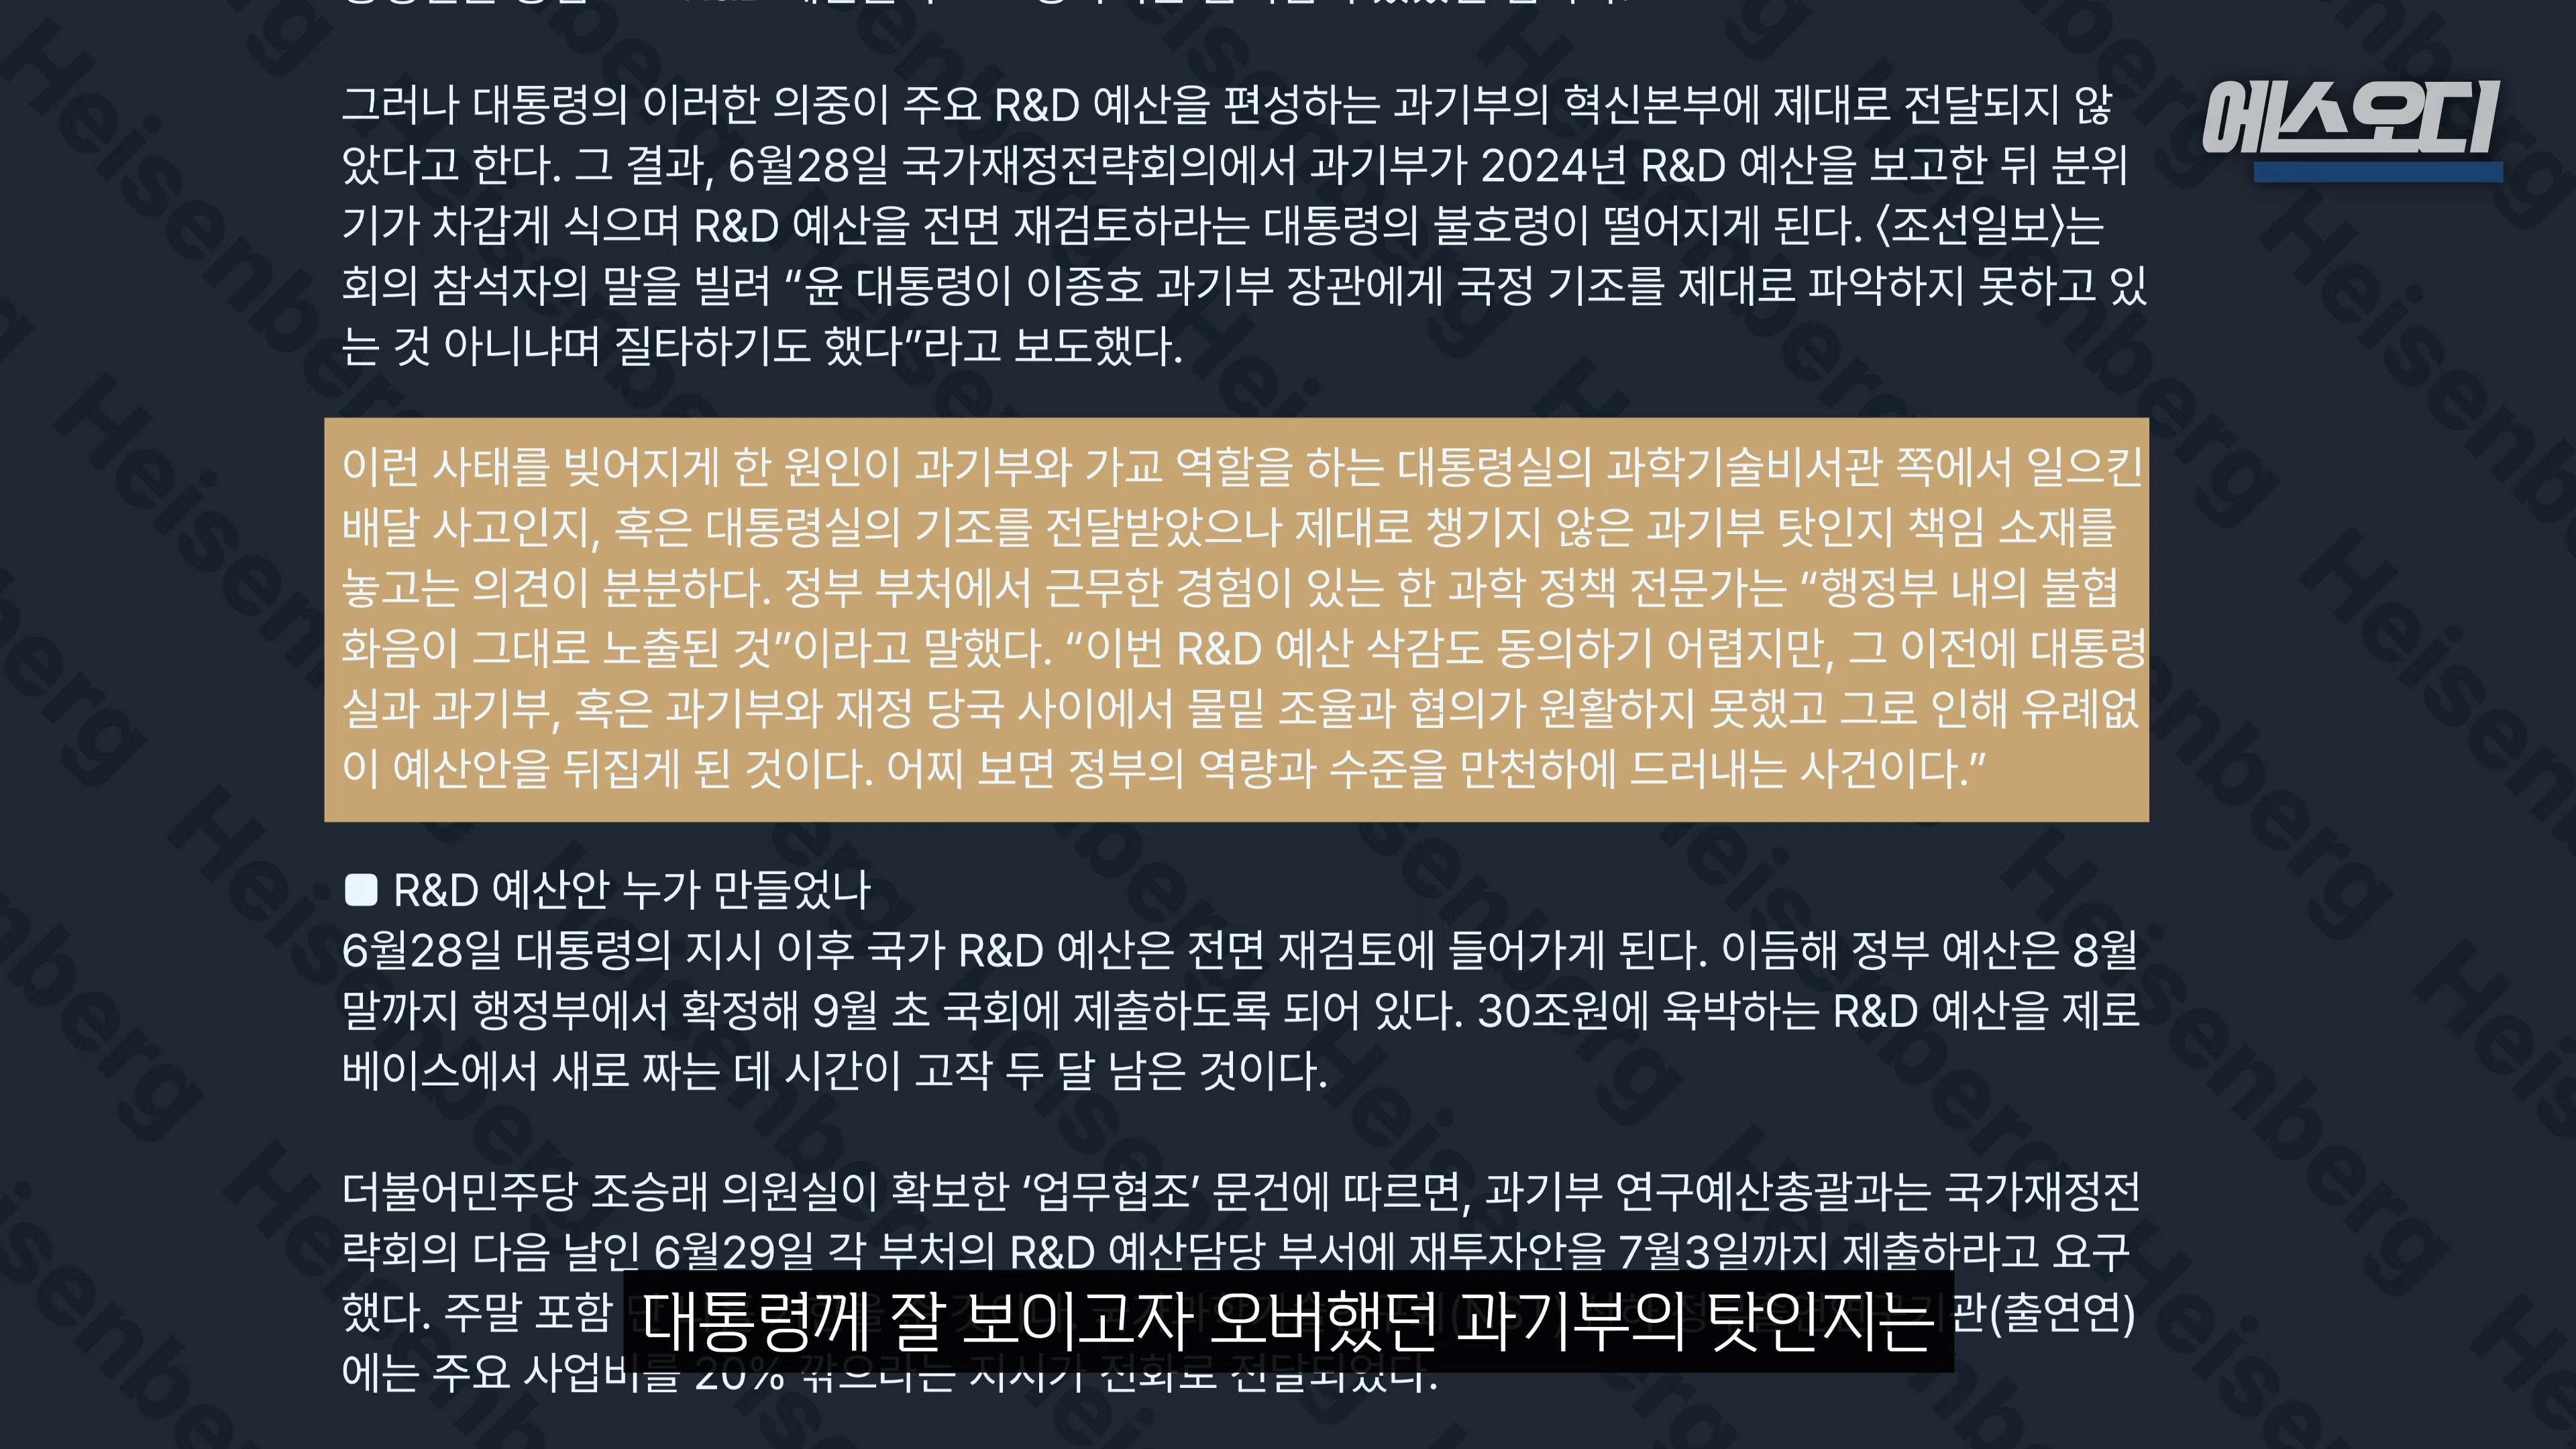 그러나 대통령의 이러한 의중이 주요 R&D 예산을 편성하는 과기부의 혁신본부에 제대로 전달되지 않
았다고 한다. 그 결과, 6월28일 국가재정전략회의에서 과기부가 2024년 R&D 예산을 보고한 뒤 분위
기가 차갑게 식으며 R&D 예산을 전면 재검토하라는 대통령의 불호령이 떨어지게 된다. 〈조선일보〉는
회의 참석자의 말을 빌려 “윤 대통령이 이종호 과기부 장관에게 국정 기조를 제대로 파악하지 못하고 있
는 것 아니냐며 질타하기도 했다”라고 보도했다.
에스오디
이런 사태를 빚어지게 한 원인이 과기부와 가교 역할을 하는 대통령실의 과학기술비서관 쪽에서 일으킨
배달 사고인지, 혹은 대통령실의 기조를 전달받았으나 제대로 챙기지 않은 과기부 탓인지 책임 소재를
놓고는 의견이 분분하다. 정부 부처에서 근무한 경험이 있는 한 과학 정책 전문가는 “행정부 내의 불협
화음이 그대로 노출된 것”이라고 말했다. “이번 R&D 예산 삭감도 동의하기 어렵지만, 그 이전에 대통령
실과 과기부, 혹은 과기부와 재정 당국 사이에서 물밑 조율과 협의가 원활하지 못했고 그로 인해 유례없
이 예산안을 뒤집게 된 것이다. 어찌 보면 정부의 역량과 수준을 만천하에 드러내는 사건이다.”
■ R&D 예산안 누가 만들었나
6월28일 대통령의 지시 이후 국가 R&D 예산은 전면 재검토에 들어가게 된다. 이듬해 정부 예산은 8월
말까지 행정부에서 확정해 9월 초 국회에 제출하도록 되어 있다. 30조원에 육박하는 R&D 예산을 제로
베이스에서 새로 짜는 데 시간이 고작 두 달 남은 것이다.
더불어민주당 조승래 의원실이 확보한 ‘업무협조’ 문건에 따르면, 과기부 연구예산총괄과는 국가재정전
략회의 다음 날인 6월29일 각 부처의 R&D 예산담당 부서에 재투자안을 7월3일까지 제출하라고 요구
했다. 주말 포함 관(출연연)
에는 주요 사업비를 20% 깎으라는 지시가 전화로 전달되었다.
대통령께 잘 보이고자 오버했던 과기부의 탓인지는
Heisenberg